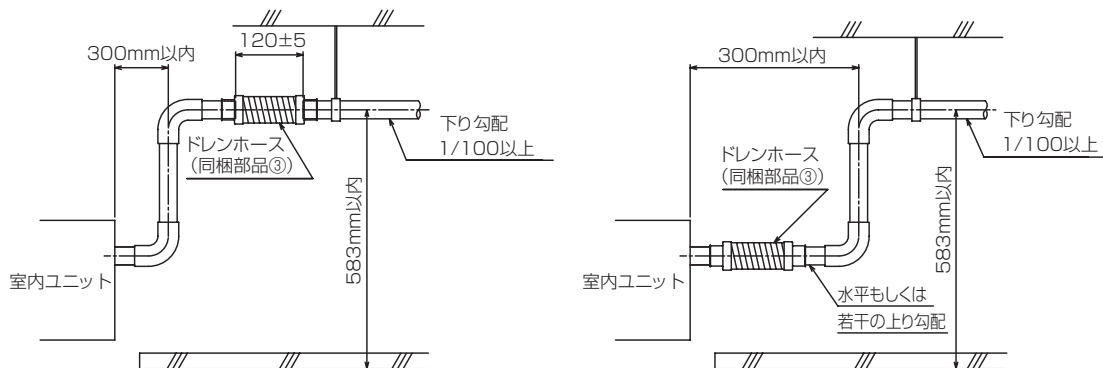 300mm以内
120±5
ドレンホース
(同梱部品③)
下り勾配
1/100以上
583mm以内
室内ユニット
300mm以内
ドレンホース
(同梱部品③)
下り勾配
1/100以上
583mm以内
室内ユニット
水平もしくは
若干の上り勾配